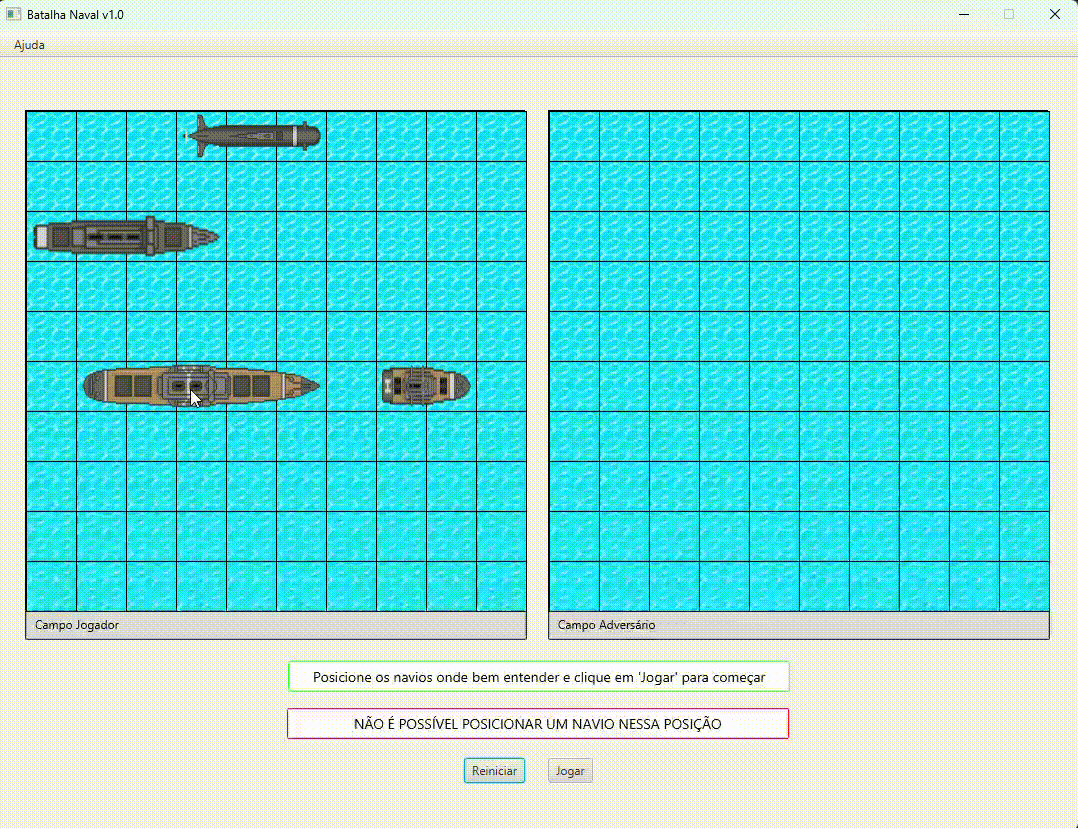 Batalha Naval v1.0
Ajuda
Campo Jogador
Campo Adversário
Posicione os navios onde bem entender e clique em 'Jogar' para começar
NÃO É POSSÍVEL POSICIONAR UM NAVIO NESSA POSIÇÃO
Reiniciar
Jogar